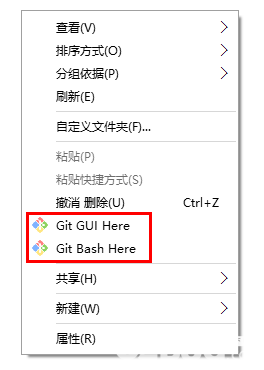 查看(V)
排序方式(O)
分组依据(P)
刷新(E)
自定义文件夹(F)...
粘贴(P)
粘贴快捷方式(S)
撤消 删除(U) Ctrl+Z
Git GUI Here
Git Bash Here
共享(H)
新建(W)
属性(R)